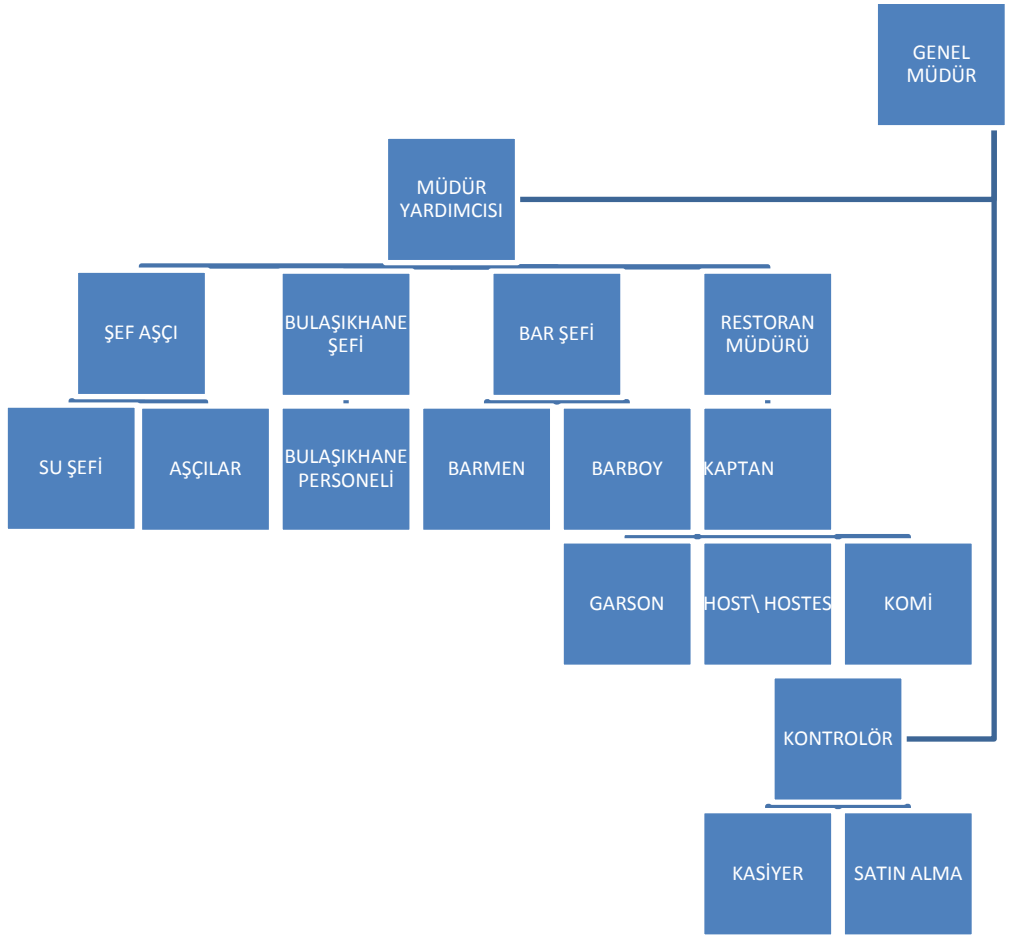 GENEL
MÜDÜR
MÜDÜR
YARDIMCISI
ŞEF AŞÇI
BULAŞIKHANE
ŞEFİ
BAR ŞEFİ
RESTORAN
MÜDÜRÜ
SU ŞEFİ
AŞÇILAR
BULAŞIKHANE
PERSONELİ
BARMEN
BARBOY
KAPTAN
GARSON
HOST\ HOSTES
KOMİ
KONTROLÖR
KASİYER
SATIN ALMA